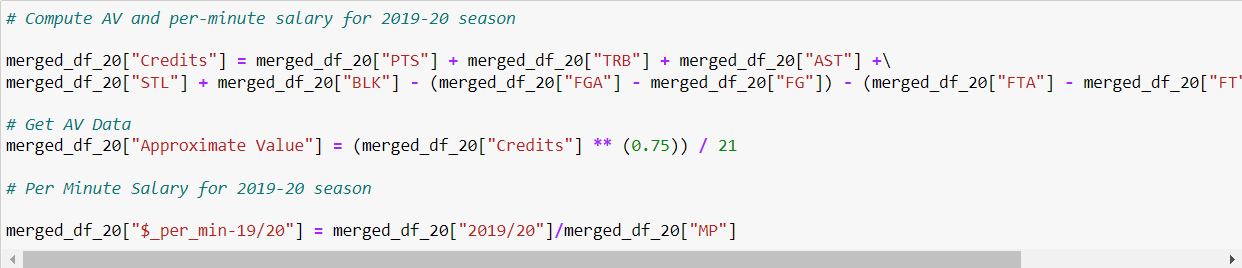 # Compute AV and per-minute salary for 2019-20 season
merged_df_20["Credits"] = merged_df_20["PTS"] + merged_df_20["TRB"] + merged_df_20["AST"] +\
merged_df_20["STL"] + merged_df_20["BLK"] - (merged_df_20["FGA"] - merged_df_20["FG"]) - (merged_df_20["FTA"] - merged_df_20["FT"
# Get AV Data
merged_df_20["Approximate Value"] = (merged_df_20["Credits"] ** (0.75)) / 21
# Per Minute Salary for 2019-20 season
merged_df_20["$_per_min-19/20"] = merged_df_20["2019/20"]/merged_df_20["MP"]